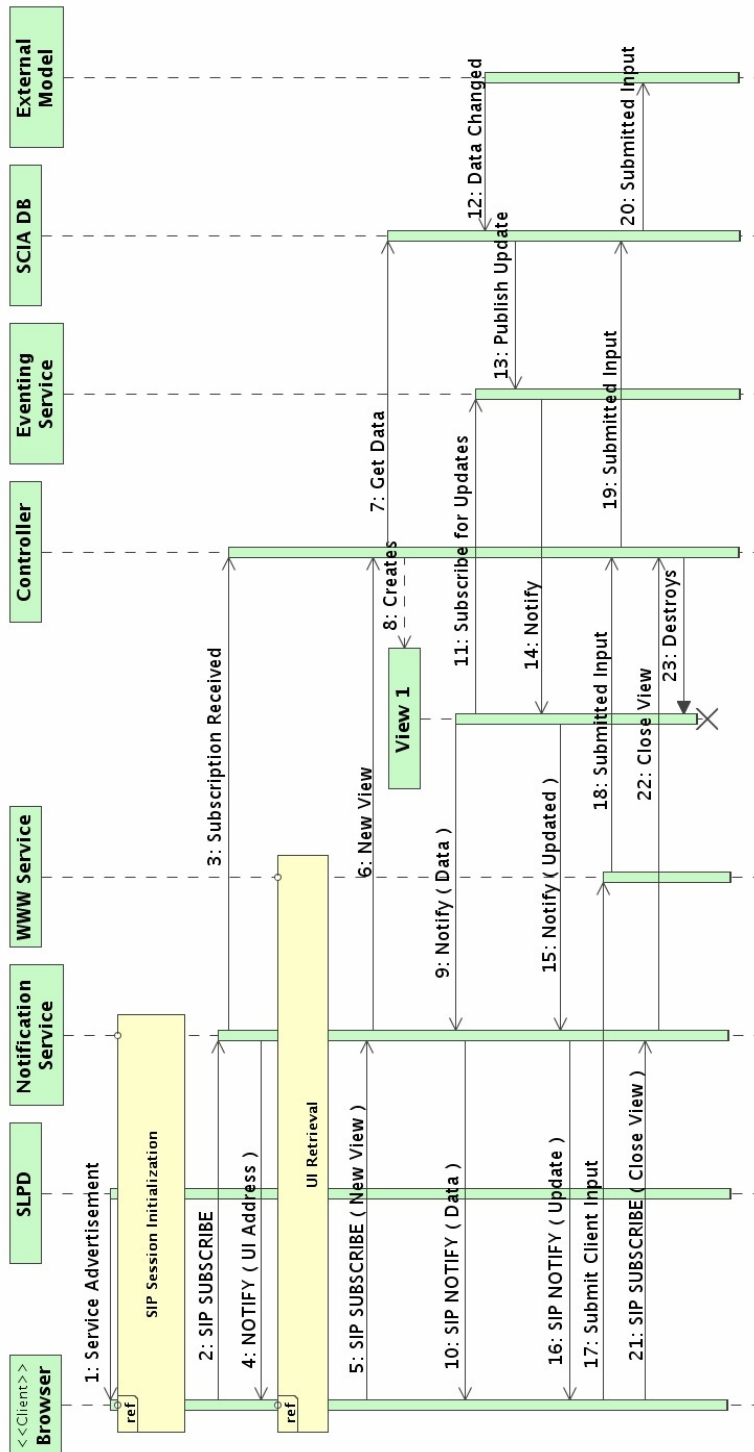 <<Client>>
Browser
SLPD
Notification
Service
WWW Service
Controller
Eventing
Service
SCIA DB
External
Model
1: Service Advertisement
ref
SIP Session Initialization
2: SIP SUBSCRIBE
3: Subscription Received
4: NOTIFY ( UI Address )
ref
UI Retrieval
5: SIP SUBSCRIBE ( New View )
6: New View
7: Get Data
8: Creates
View 1
9: Notify ( Data )
10: SIP NOTIFY ( Data )
11: Subscribe for Updates
12: Data Changed
13: Publish Update
14: Notify
15: Notify ( Updated )
16: SIP NOTIFY ( Update )
17: Submit Client Input
18: Submitted Input
19: Submitted Input
20: Submitted Input
21: SIP SUBSCRIBE ( Close View )
22: Close View
23: Destroys